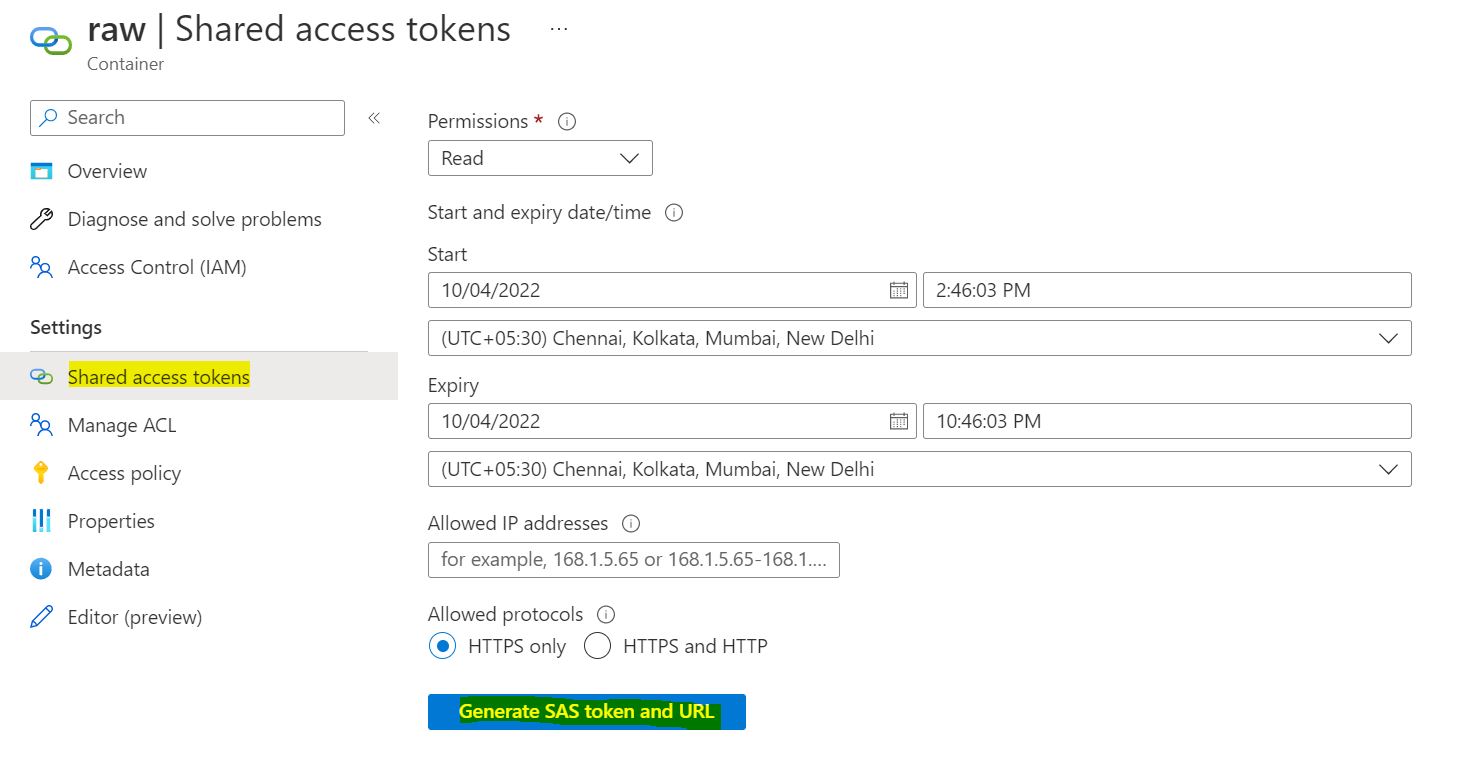 raw | Shared access tokens ...
Container
Search
«
Overview
Diagnose and solve problems
Access Control (IAM)
Settings
Shared access tokens
Manage ACL
Access policy
Properties
Metadata
Editor (preview)
Permissions *
Read
Start and expiry date/time
Start
10/04/2022 2:46:03 PM
(UTC+05:30) Chennai, Kolkata, Mumbai, New Delhi
Expiry
10/04/2022 10:46:03 PM
(UTC+05:30) Chennai, Kolkata, Mumbai, New Delhi
Allowed IP addresses
for example, 168.1.5.65 or 168.1.5.65-168.1....
Allowed protocols
HTTPS only HTTPS and HTTP
Generate SAS token and URL